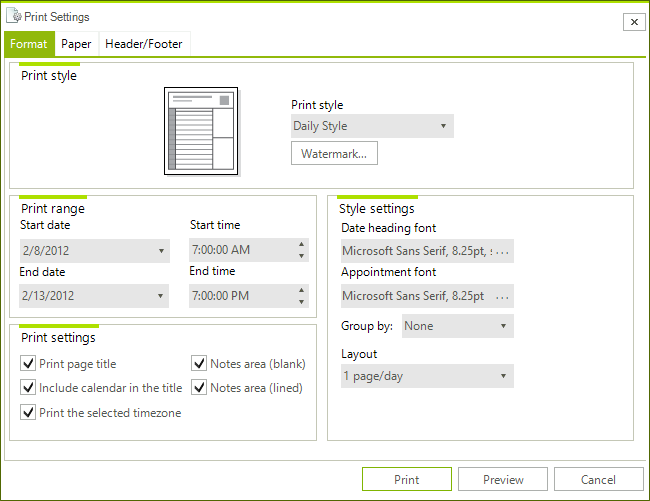 Print Settings
Format Paper Header/Footer
Print style
Print style
Daily Style
Watermark...
Print range
Start date Start time
2/8/2012 7:00:00 AM
End date End time
2/13/2012 7:00:00 PM
Print settings
Print page title Notes area (blank)
Include calendar in the title Notes area (lined)
Print the selected timezone
Style settings
Date heading font
Microsoft Sans Serif, 8.25pt, ...
Appointment font
Microsoft Sans Serif, 8.25pt ...
Group by: None
Layout
1 page/day
Print Preview Cancel